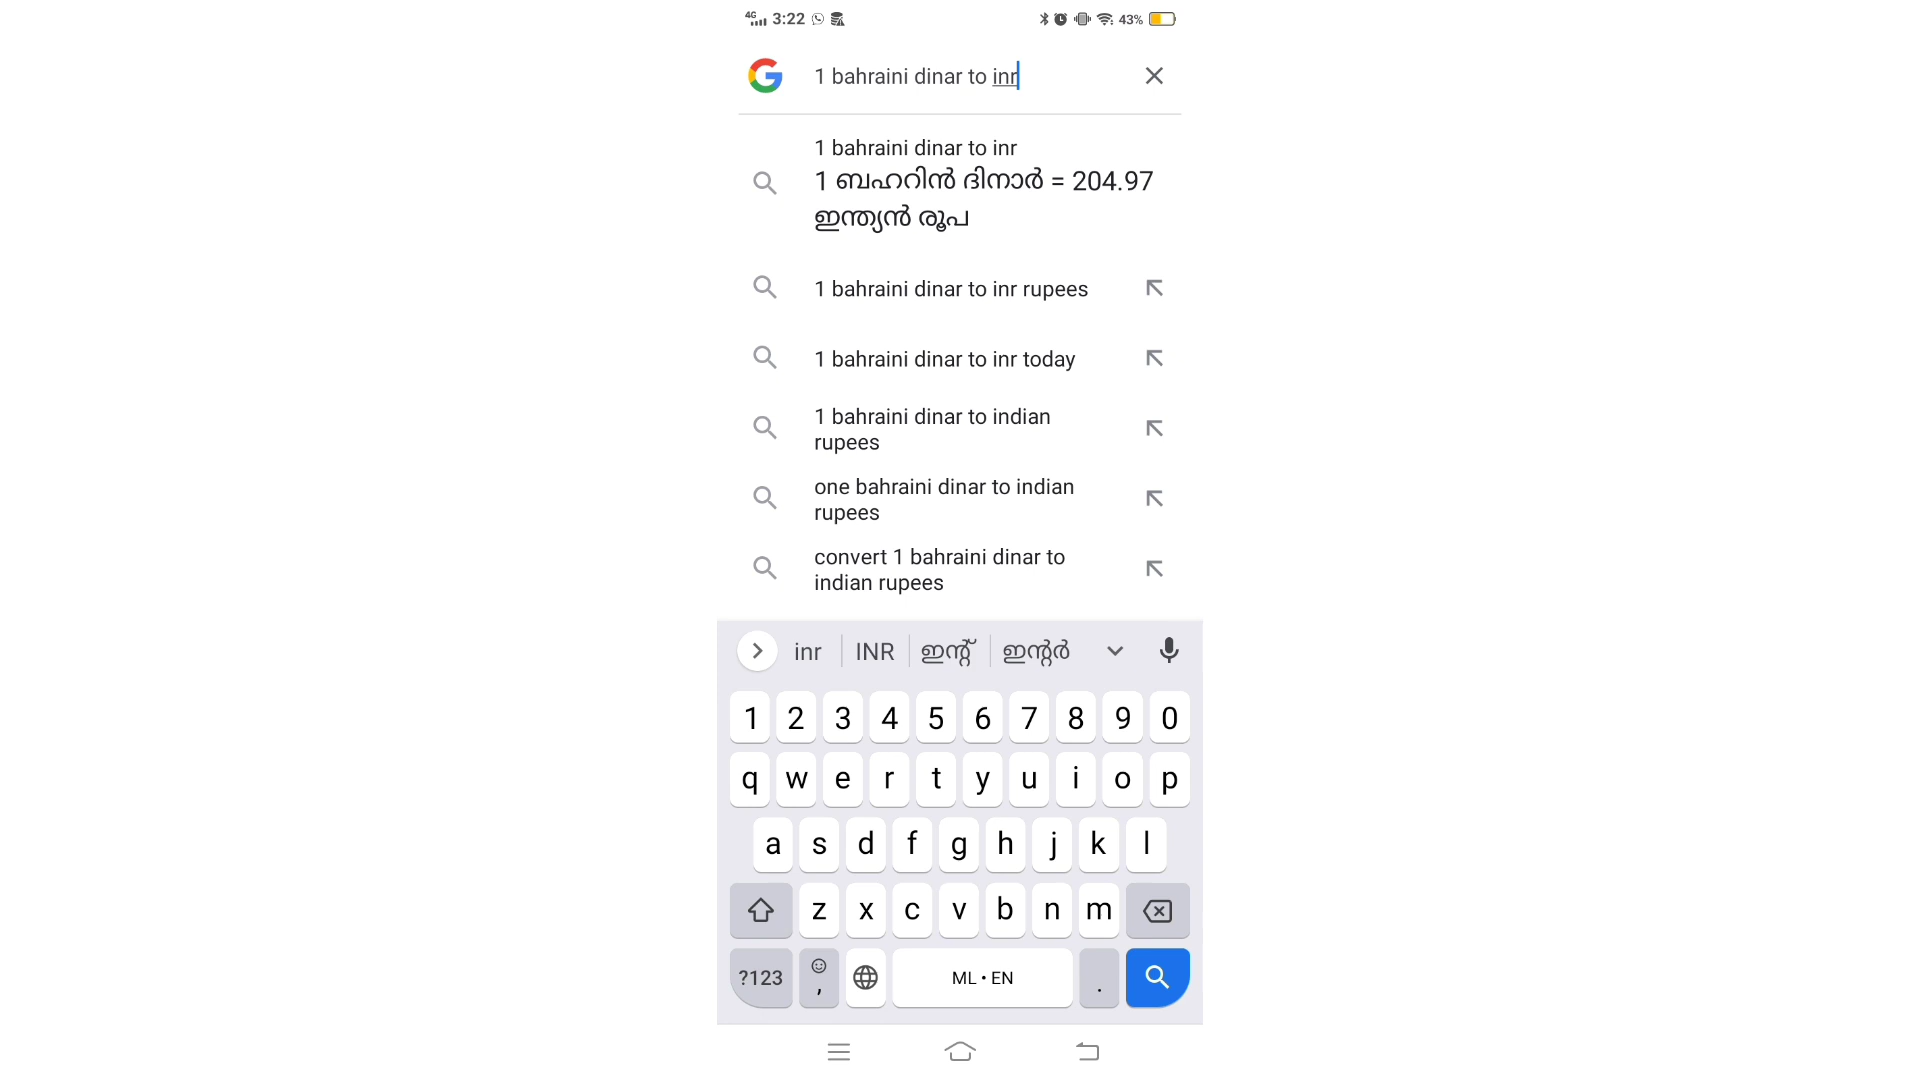 4G 3:22 43%
1 bahraini dinar to inr
1 bahraini dinar to inr
1 ബഹറിൻ ദിനാർ = 204.97
ഇന്ത്യൻ രൂപ
1 bahraini dinar to inr rupees
1 bahraini dinar to inr today
1 bahraini dinar to indian
rupees
one bahraini dinar to indian
rupees
convert 1 bahraini dinar to
indian rupees
inr INR ഇന്റ് ഇന്റർ
1 2 3 4 5 6 7 8 9 0
q w e r t y u i o p
a s d f g h j k l
z x c v b n m
?123 , ML • EN .